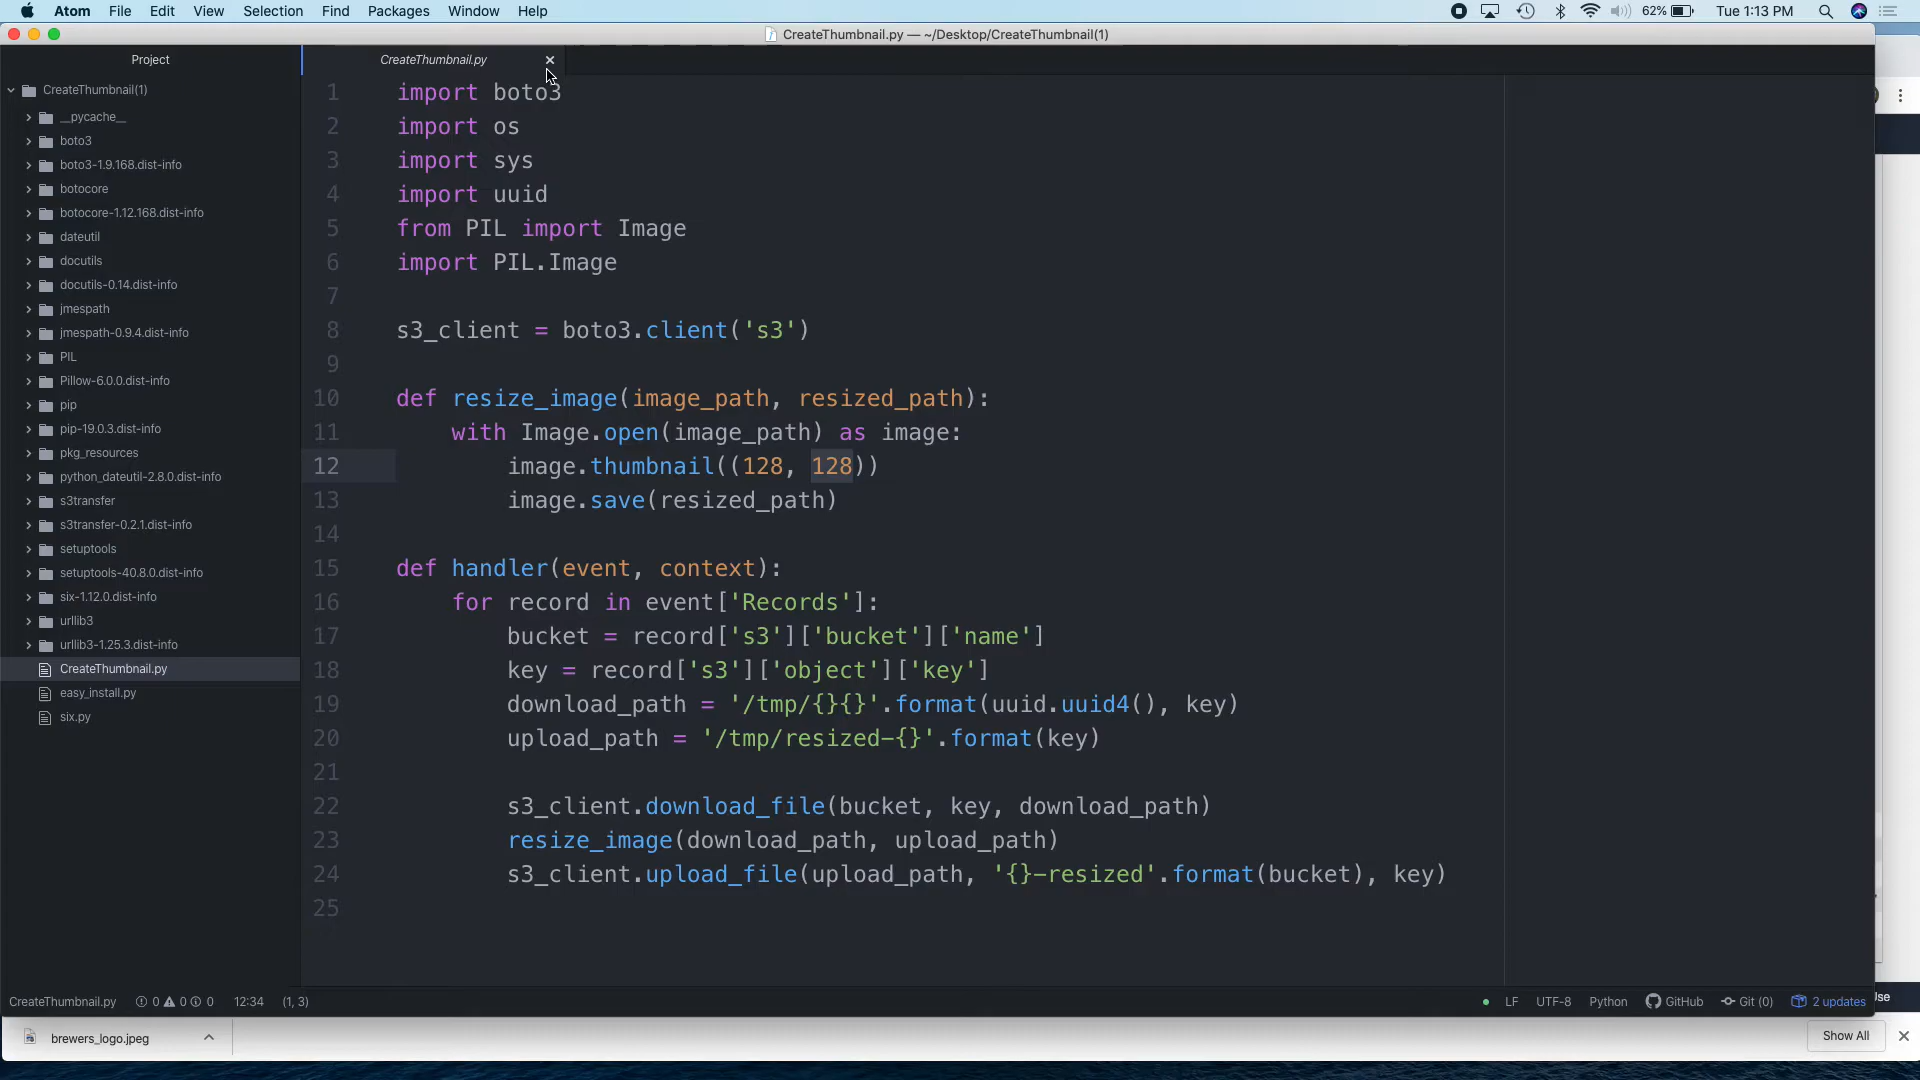 Atom File Edit View Selection Find Packages Window Help 62% Tue 1:13 PM
CreateThumbnail.py — ~/Desktop/CreateThumbnail(1)
Project
CreateThumbnail(1)
__pycache__
boto3
boto3-1.9.168.dist-info
botocore
botocore-1.12.168.dist-info
dateutil
docutils
docutils-0.14.dist-info
jmespath
jmespath-0.9.4.dist-info
PIL
Pillow-6.0.0.dist-info
pip
pip-19.0.3.dist-info
pkg_resources
python_dateutil-2.8.0.dist-info
s3transfer
s3transfer-0.2.1.dist-info
setuptools
setuptools-40.8.0.dist-info
six-1.12.0.dist-info
urllib3
urllib3-1.25.3.dist-info
CreateThumbnail.py
easy_install.py
six.py
CreateThumbnail.py
1 import boto3
2 import os
3 import sys
4 import uuid
5 from PIL import Image
6 import PIL.Image
7
8 s3_client = boto3.client('s3')
9
10 def resize_image(image_path, resized_path):
11     with Image.open(image_path) as image:
12         image.thumbnail((128, 128))
13         image.save(resized_path)
14
15 def handler(event, context):
16     for record in event['Records']:
17         bucket = record['s3']['bucket']['name']
18         key = record['s3']['object']['key']
19         download_path = '/tmp/{}{}'.format(uuid.uuid4(), key)
20         upload_path = '/tmp/resized-{}'.format(key)
21
22         s3_client.download_file(bucket, key, download_path)
23         resize_image(download_path, upload_path)
24         s3_client.upload_file(upload_path, '{}-resized'.format(bucket), key)
25
CreateThumbnail.py 0 0 0 12:34 (1, 3) LF UTF-8 Python GitHub Git (0) 2 updates
brewers_logo.jpeg Show All